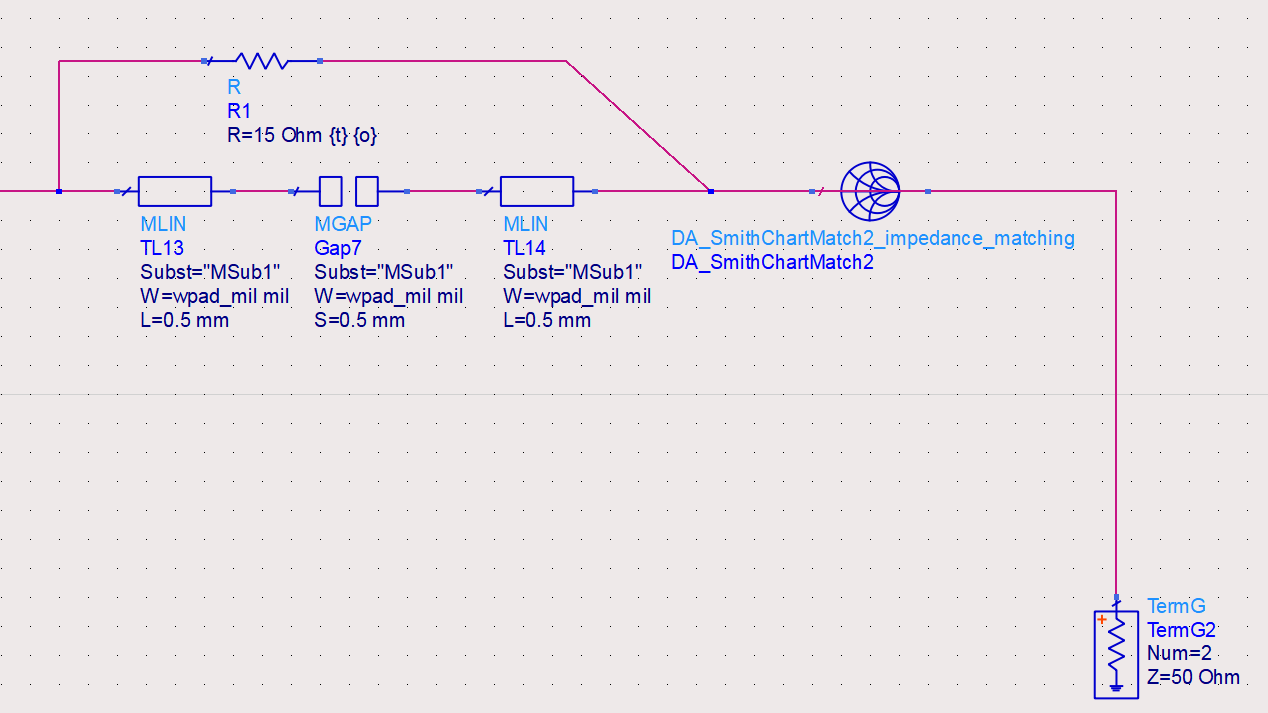 R
R1
R=15 Ohm {t} {o}
MLIN
TL13
Subst="MSub1"
W=wpad_mil mil
L=0.5 mm
MGAP
Gap7
Subst="MSub1"
W=wpad_mil mil
S=0.5 mm
MLIN
TL14
Subst="MSub1"
W=wpad_mil mil
L=0.5 mm
DA_SmithChartMatch2_impedance_matching
DA_SmithChartMatch2
+
TermG
TermG2
Num=2
Z=50 Ohm